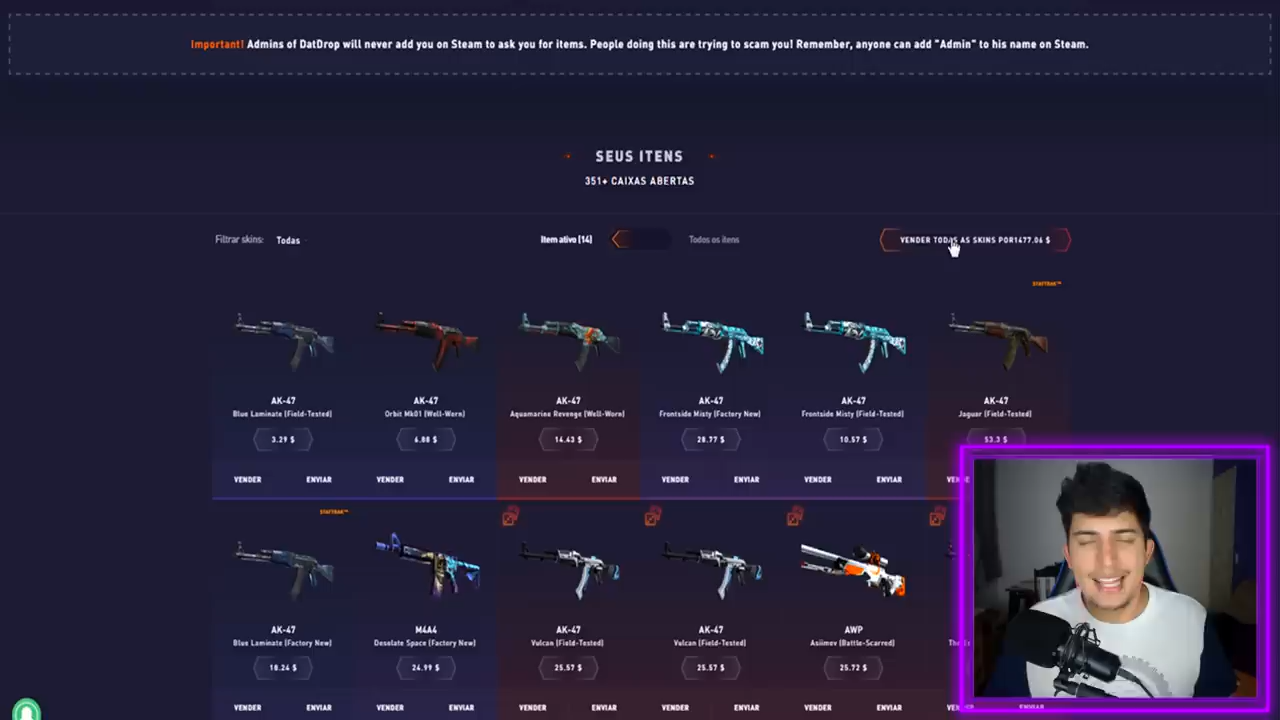 Important! Admins of DatDrop will never add you on Steam to ask you for items. People doing this are trying to scam you! Remember, anyone can add "Admin" to his name on Steam.
SEUS ITENS
351+ CAIXAS ABERTAS
Filtrar skins: Todas
Item ativo (14)
Todos os itens
VENDER TODAS AS SKINS POR1477.06 $
STATTRAK™
AK-47
Blue Laminate (Field-Tested)
3.29 $
VENDER ENVIAR
AK-47
Orbit Mk01 (Well-Worn)
6.88 $
VENDER ENVIAR
AK-47
Aquamarine Revenge (Well-Worn)
14.43 $
VENDER ENVIAR
AK-47
Frontside Misty (Factory New)
28.77 $
VENDER ENVIAR
AK-47
Frontside Misty (Field-Tested)
10.57 $
VENDER ENVIAR
AK-47
Jaguar (Field-Tested)
53.3 $
STATTRAK™
AK-47
Blue Laminate (Factory New)
18.24 $
VENDER ENVIAR
M4A4
Desolate Space (Factory New)
24.99 $
VENDER ENVIAR
AK-47
Vulcan (Field-Tested)
25.57 $
VENDER ENVIAR
AK-47
Vulcan (Field-Tested)
25.57 $
VENDER ENVIAR
AWP
Asiimov (Battle-Scarred)
25.72 $
VENDER ENVIAR